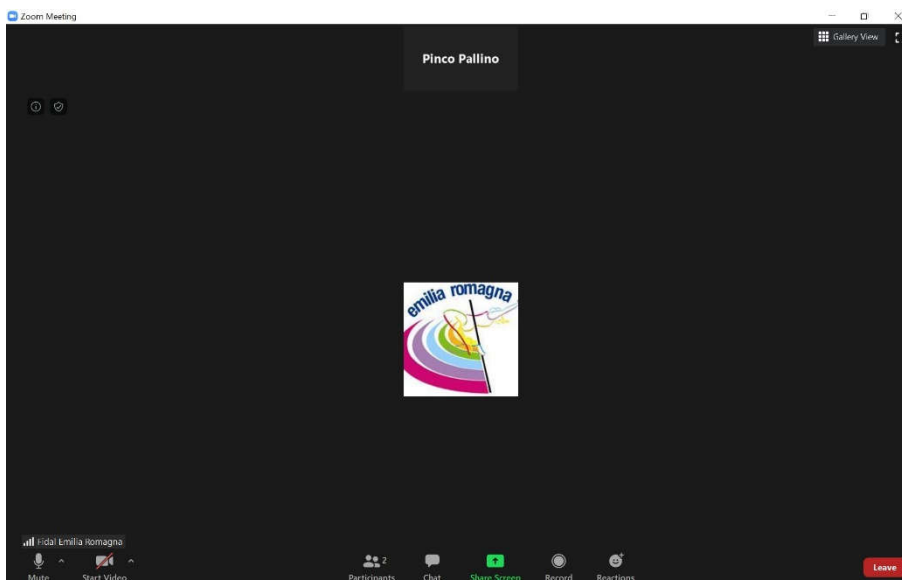 Zoom Meeting
Pinco Pallino
Gallery View
emilia romagna
Fidal Emilia Romagna
2
Mute
Start Video
Participants
Chat
Share Screen
Record
Reactions
Leave